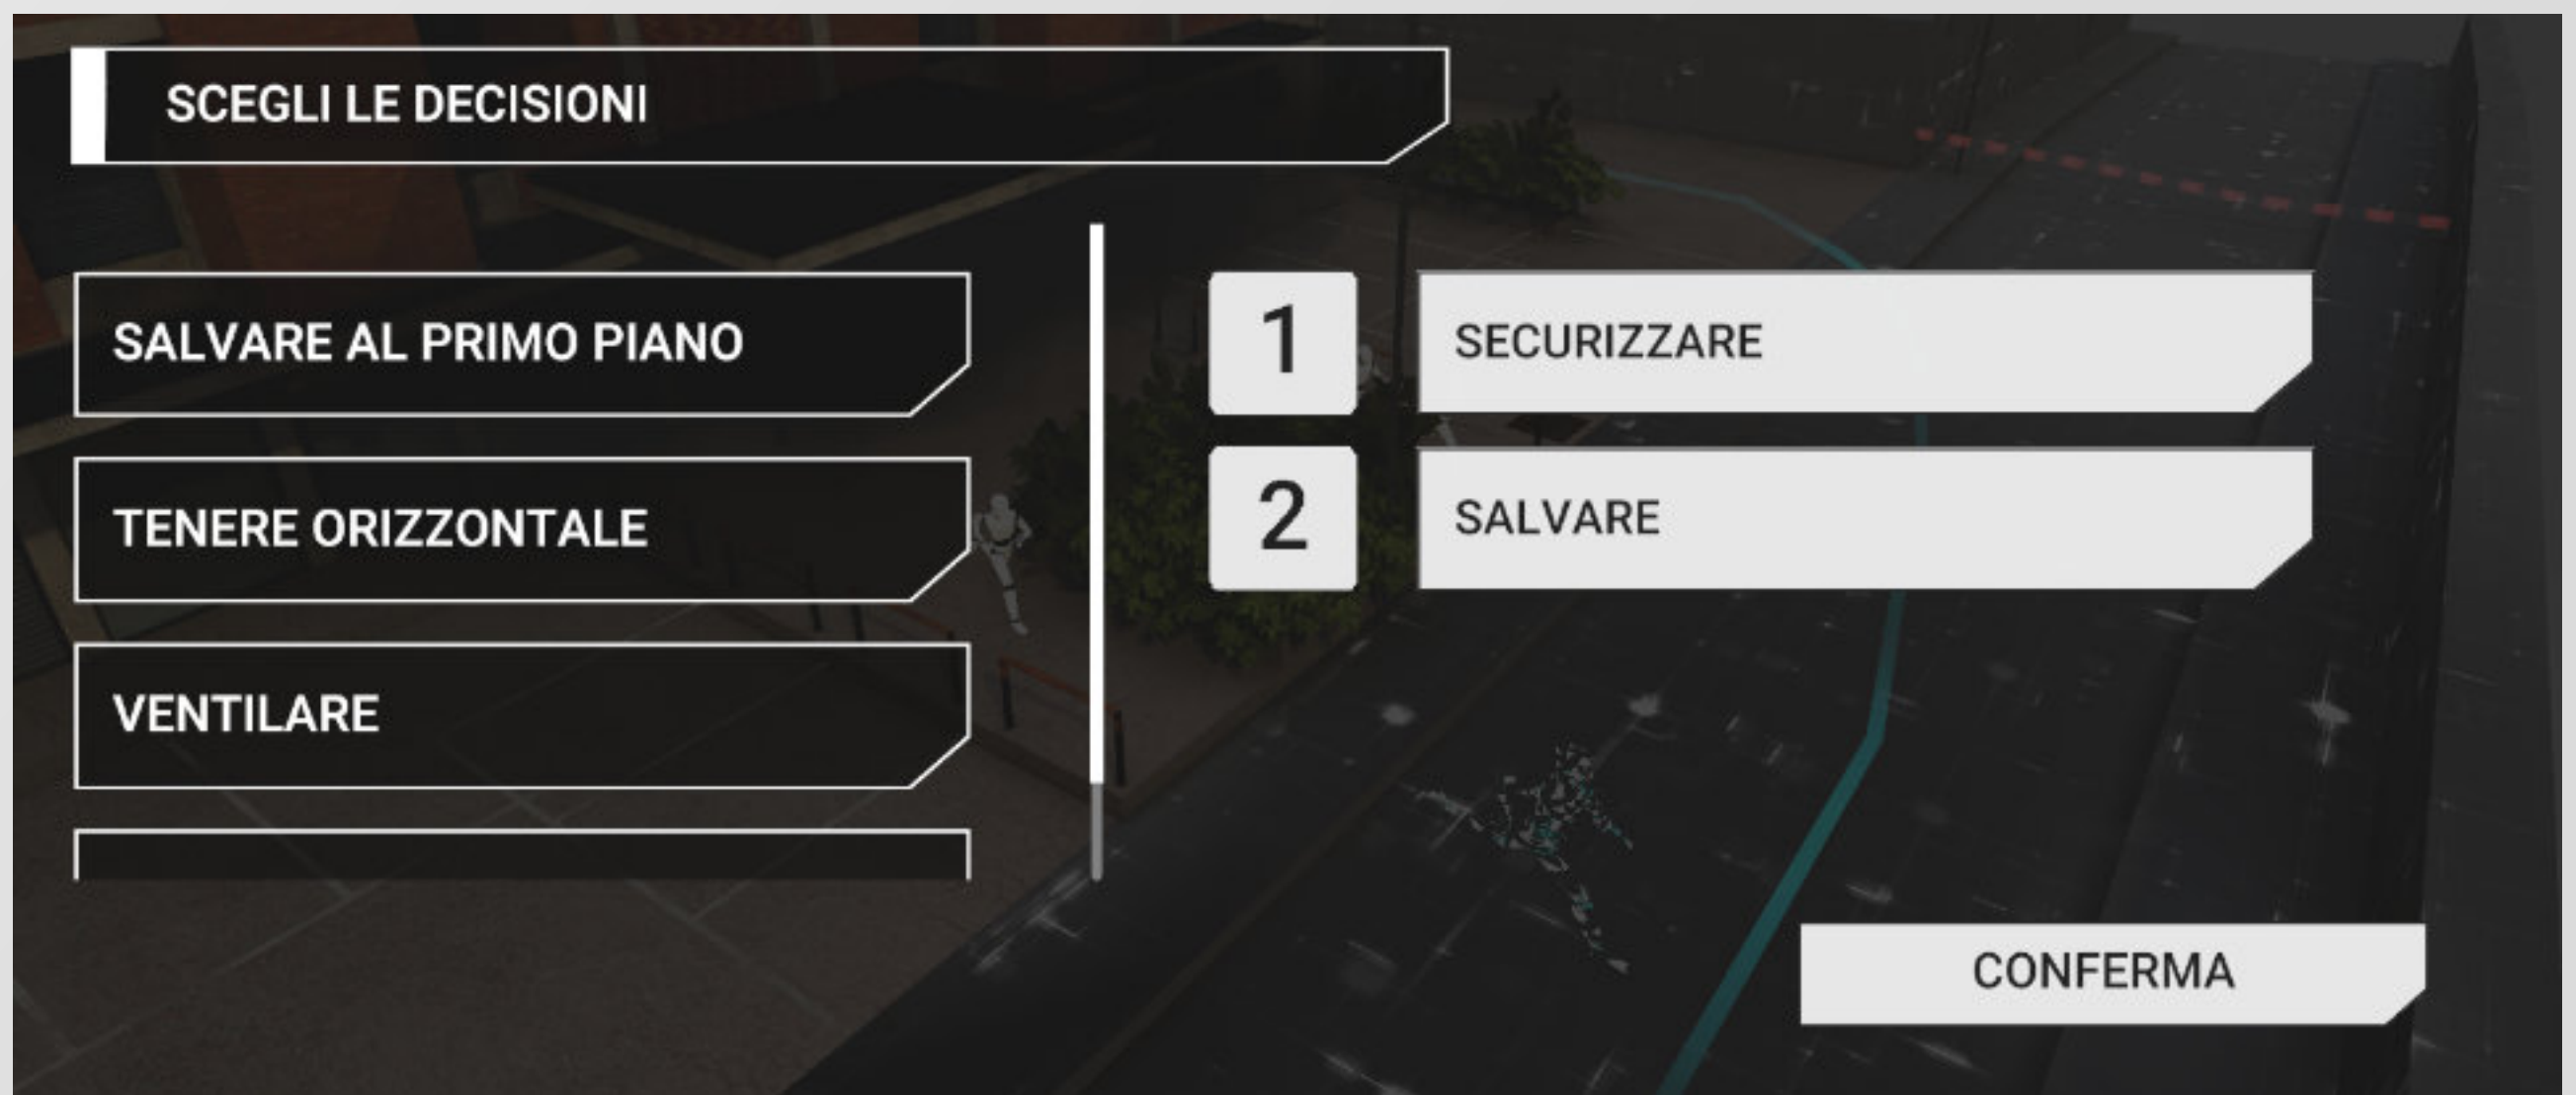 SCEGLI LE DECISIONI
SALVARE AL PRIMO PIANO
TENERE ORIZZONTALE
VENTILARE
1 SECURIZZARE
2 SALVARE
CONFERMA